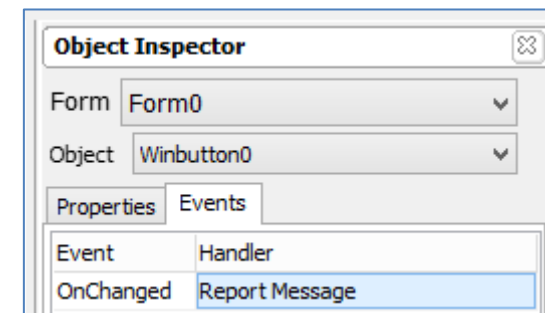 Object Inspector
Form Form0
Object Winbutton0
Properties Events
Event Handler
OnChanged Report Message